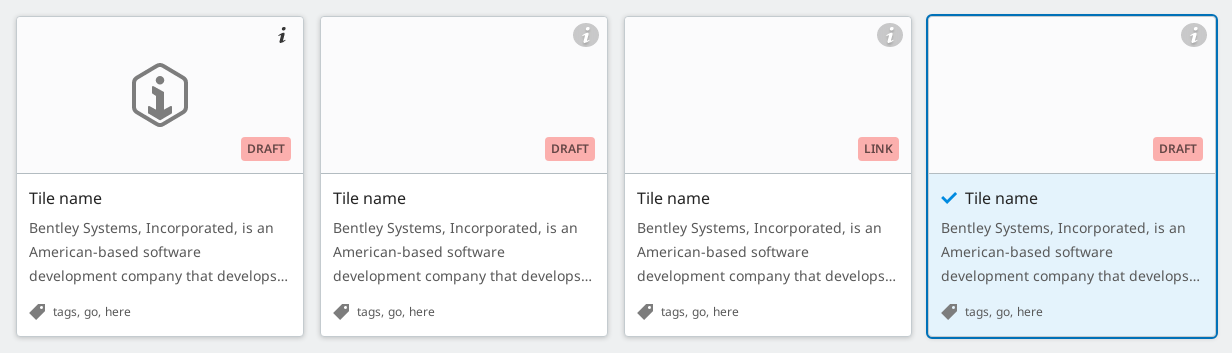 DRAFT
Tile name
Bentley Systems, Incorporated, is an
American-based software
development company that develops...
tags, go, here
DRAFT
Tile name
Bentley Systems, Incorporated, is an
American-based software
development company that develops...
tags, go, here
LINK
Tile name
Bentley Systems, Incorporated, is an
American-based software
development company that develops...
tags, go, here
DRAFT
Tile name
Bentley Systems, Incorporated, is an
American-based software
development company that develops...
tags, go, here